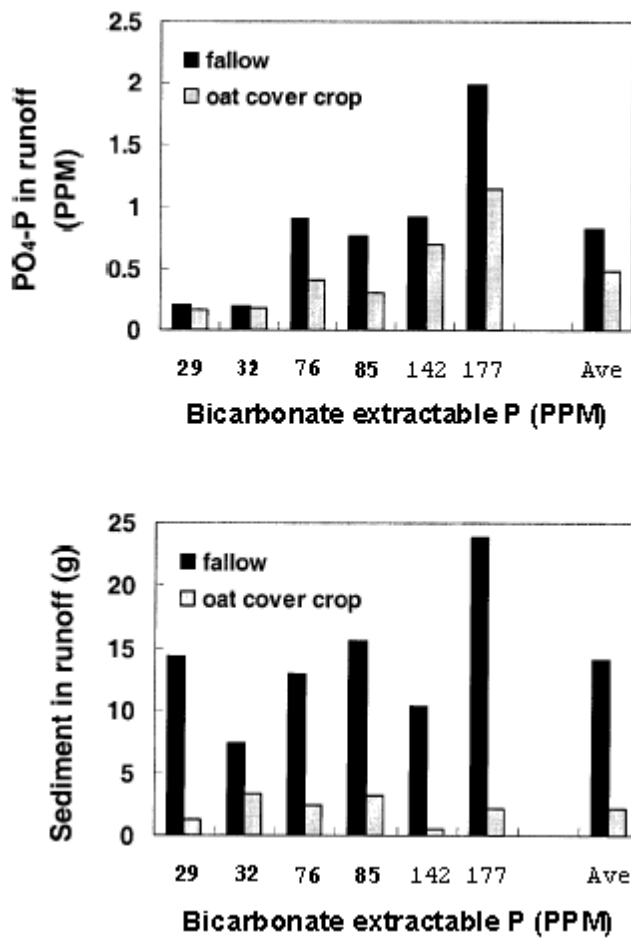 2.5
fallow
oat cover crop
2
1.5
1
0.5
0
PO₄-P in runoff
(PPM)
29 32 76 85 142 177 Ave
Bicarbonate extractable P (PPM)
25
fallow
oat cover crop
20
15
10
5
0
Sediment in runoff (g)
29 32 76 85 142 177 Ave
Bicarbonate extractable P (PPM)